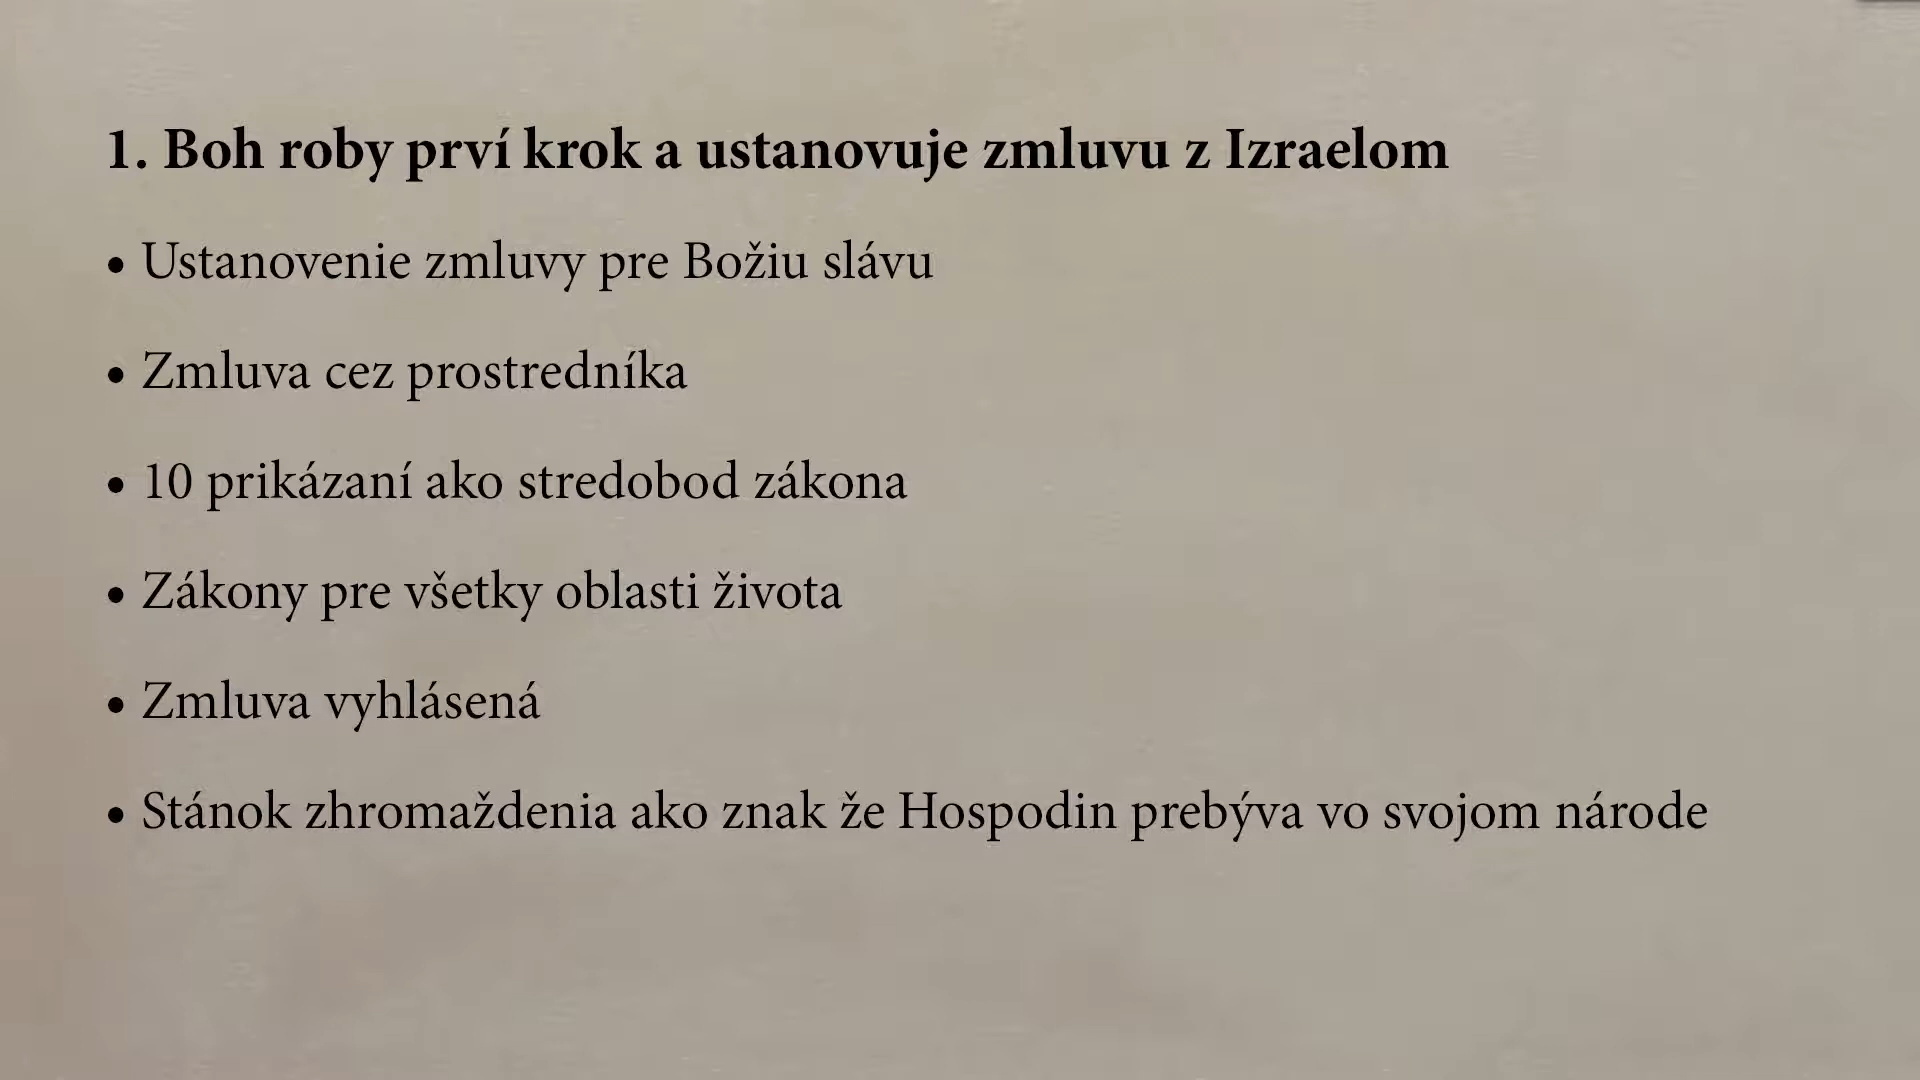 1. Boh roby prví krok a ustanovuje zmluvu z Izraelom
• Ustanovenie zmluvy pre Božiu slávu
• Zmluva cez prostredníka
• 10 prikázaní ako stredobod zákona
• Zákony pre všetky oblasti života
• Zmluva vyhlásená
• Stánok zhromaždenia ako znak že Hospodin prebýva vo svojom národe